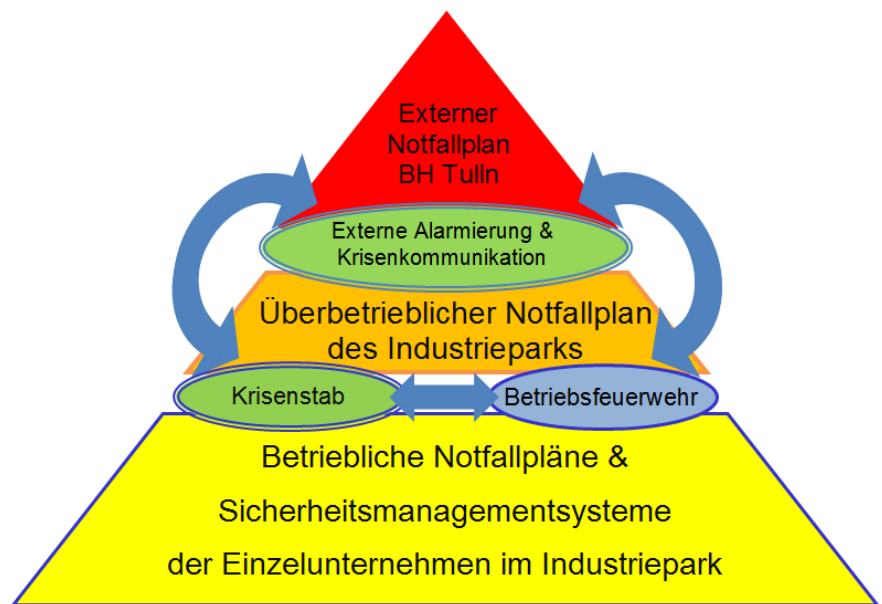 Externer
Notfallplan
BH Tulln
Externe Alarmierung &
Krisenkommunikation
Überbetrieblicher Notfallplan
des Industrieparks
Krisenstab
Betriebsfeuerwehr
Betriebliche Notfallpläne &
Sicherheitsmanagementsysteme
der Einzelunternehmen im Industriepark